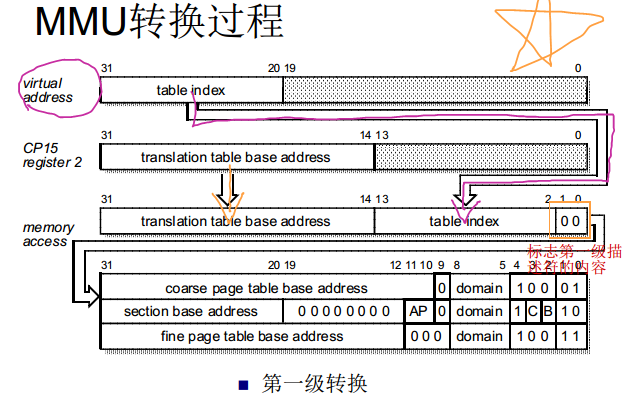 MMU转换过程
31 20 19 0
virtual address table index
31 14 13 0
CP15 register 2 translation table base address
31 14 13 2 1 0
memory access translation table base address table index 0 0
标志第一级描
述符的内容
31 20 19 12 11 10 9 8 5 4 3 2 1 0
coarse page table base address 0 domain 1 0 0 0 1
section base address 0 0 0 0 0 0 0 0 AP 0 domain 1 C B 1 0
fine page table base address 0 0 0 domain 1 0 0 1 1
■ 第一级转换